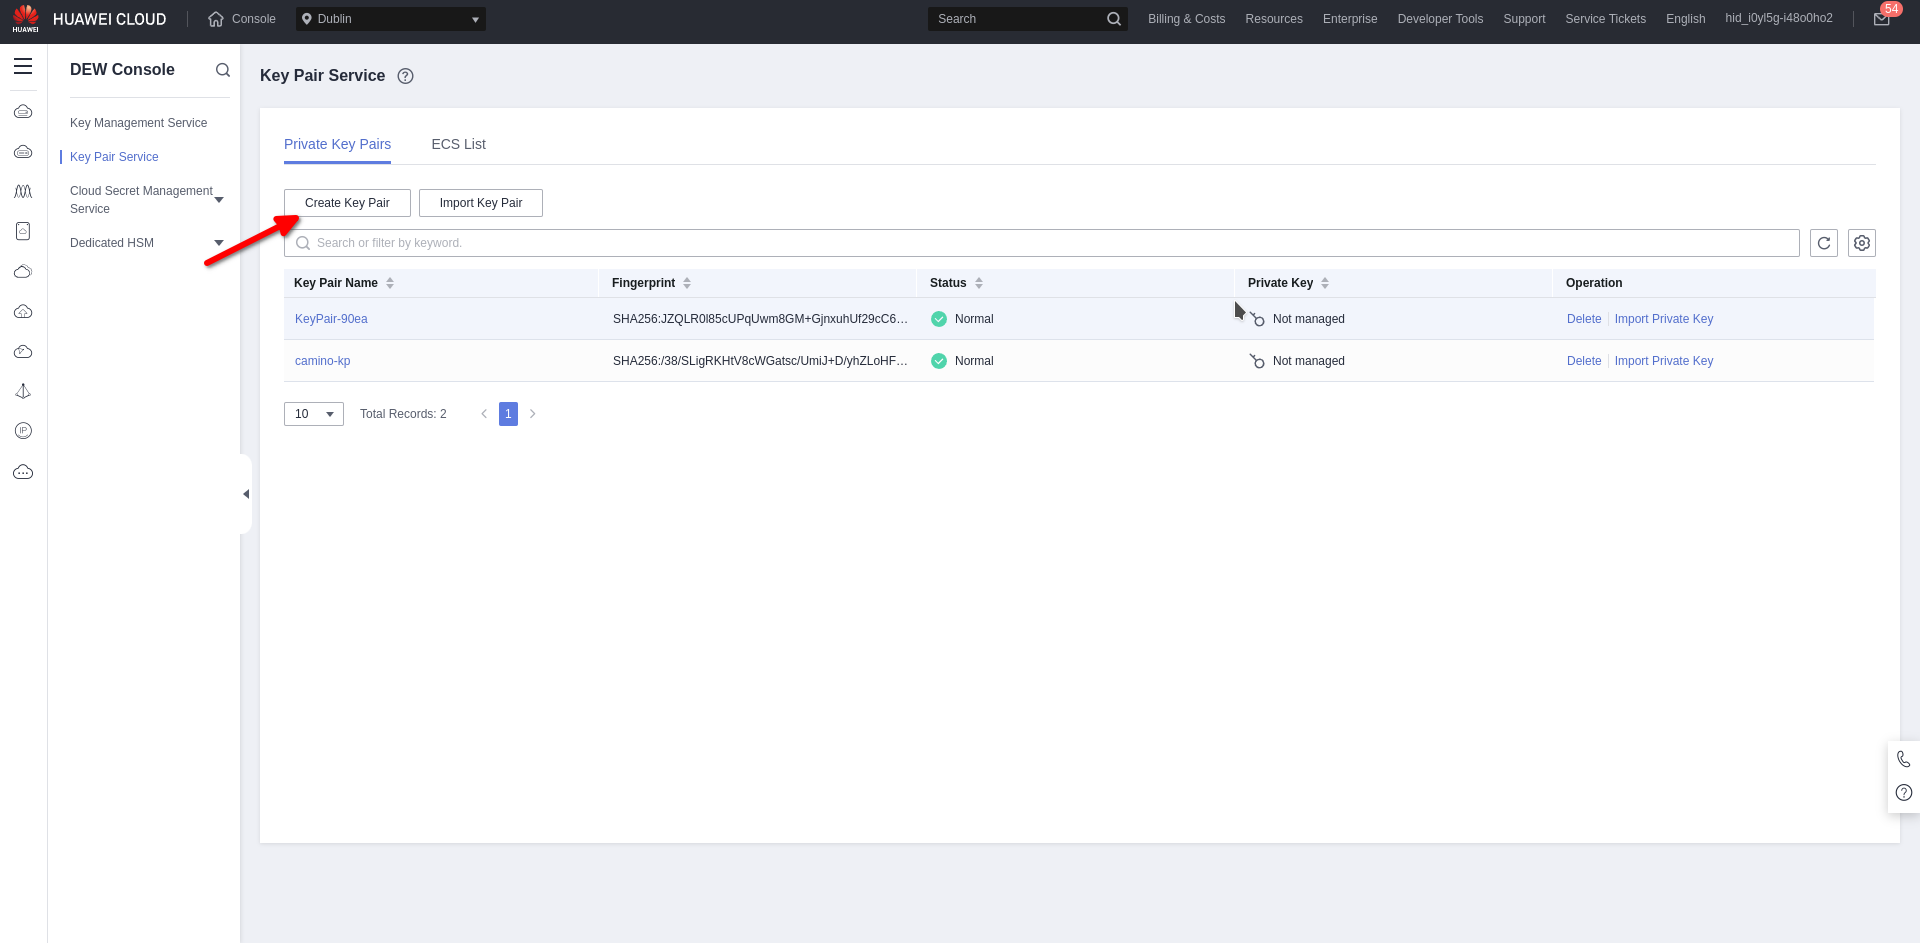 HUAWEI
HUAWEI CLOUD
Console
Dublin
Search
Billing & Costs
Resources
Enterprise
Developer Tools
Support
Service Tickets
English
hid_i0yl5g-i48o0ho2
54
DEW Console
Key Management Service
Key Pair Service
Cloud Secret Management
Service
Dedicated HSM
IP
Key Pair Service
Private Key Pairs
ECS List
Create Key Pair
Import Key Pair
Search or filter by keyword.
Key Pair Name
Fingerprint
Status
Private Key
Operation
KeyPair-90ea
SHA256:JZQLR0l85cUPqUwm8GM+GjnxuhUf29cC6...
Normal
Not managed
Delete
Import Private Key
camino-kp
SHA256:/38/SLigRKHtV8cWGatsc/UmiJ+D/yhZLoHF...
Normal
Not managed
Delete
Import Private Key
10
Total Records: 2
1